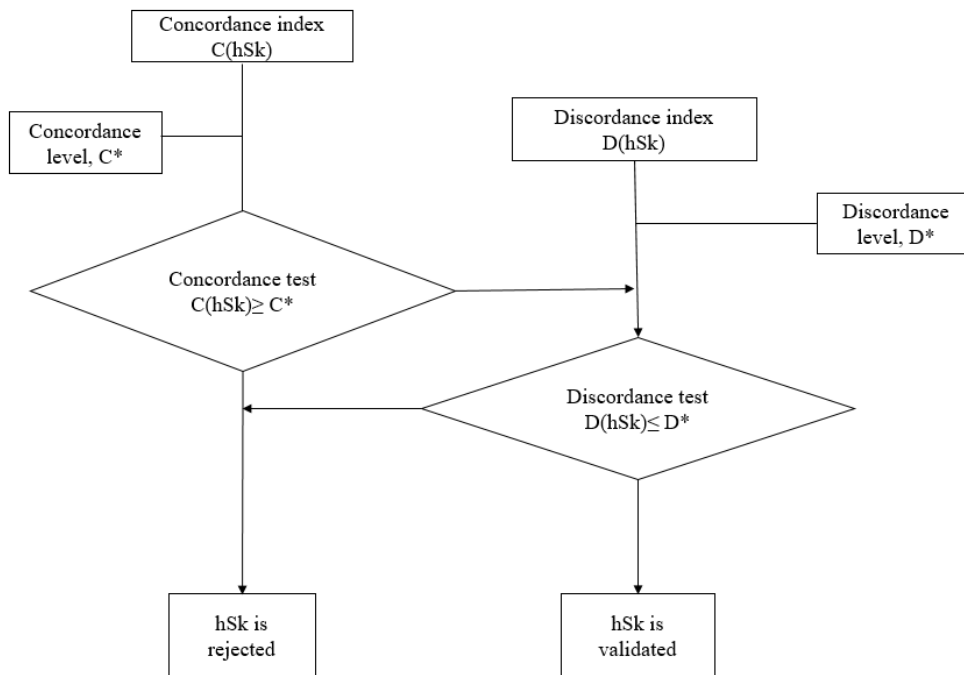 Concordance index
C(hSk)
Concordance
level, C*
Discordance index
D(hSk)
Discordance
level, D*
Concordance test
C(hSk)≥ C*
Discordance test
D(hSk)≤ D*
hSk is
rejected
hSk is
validated